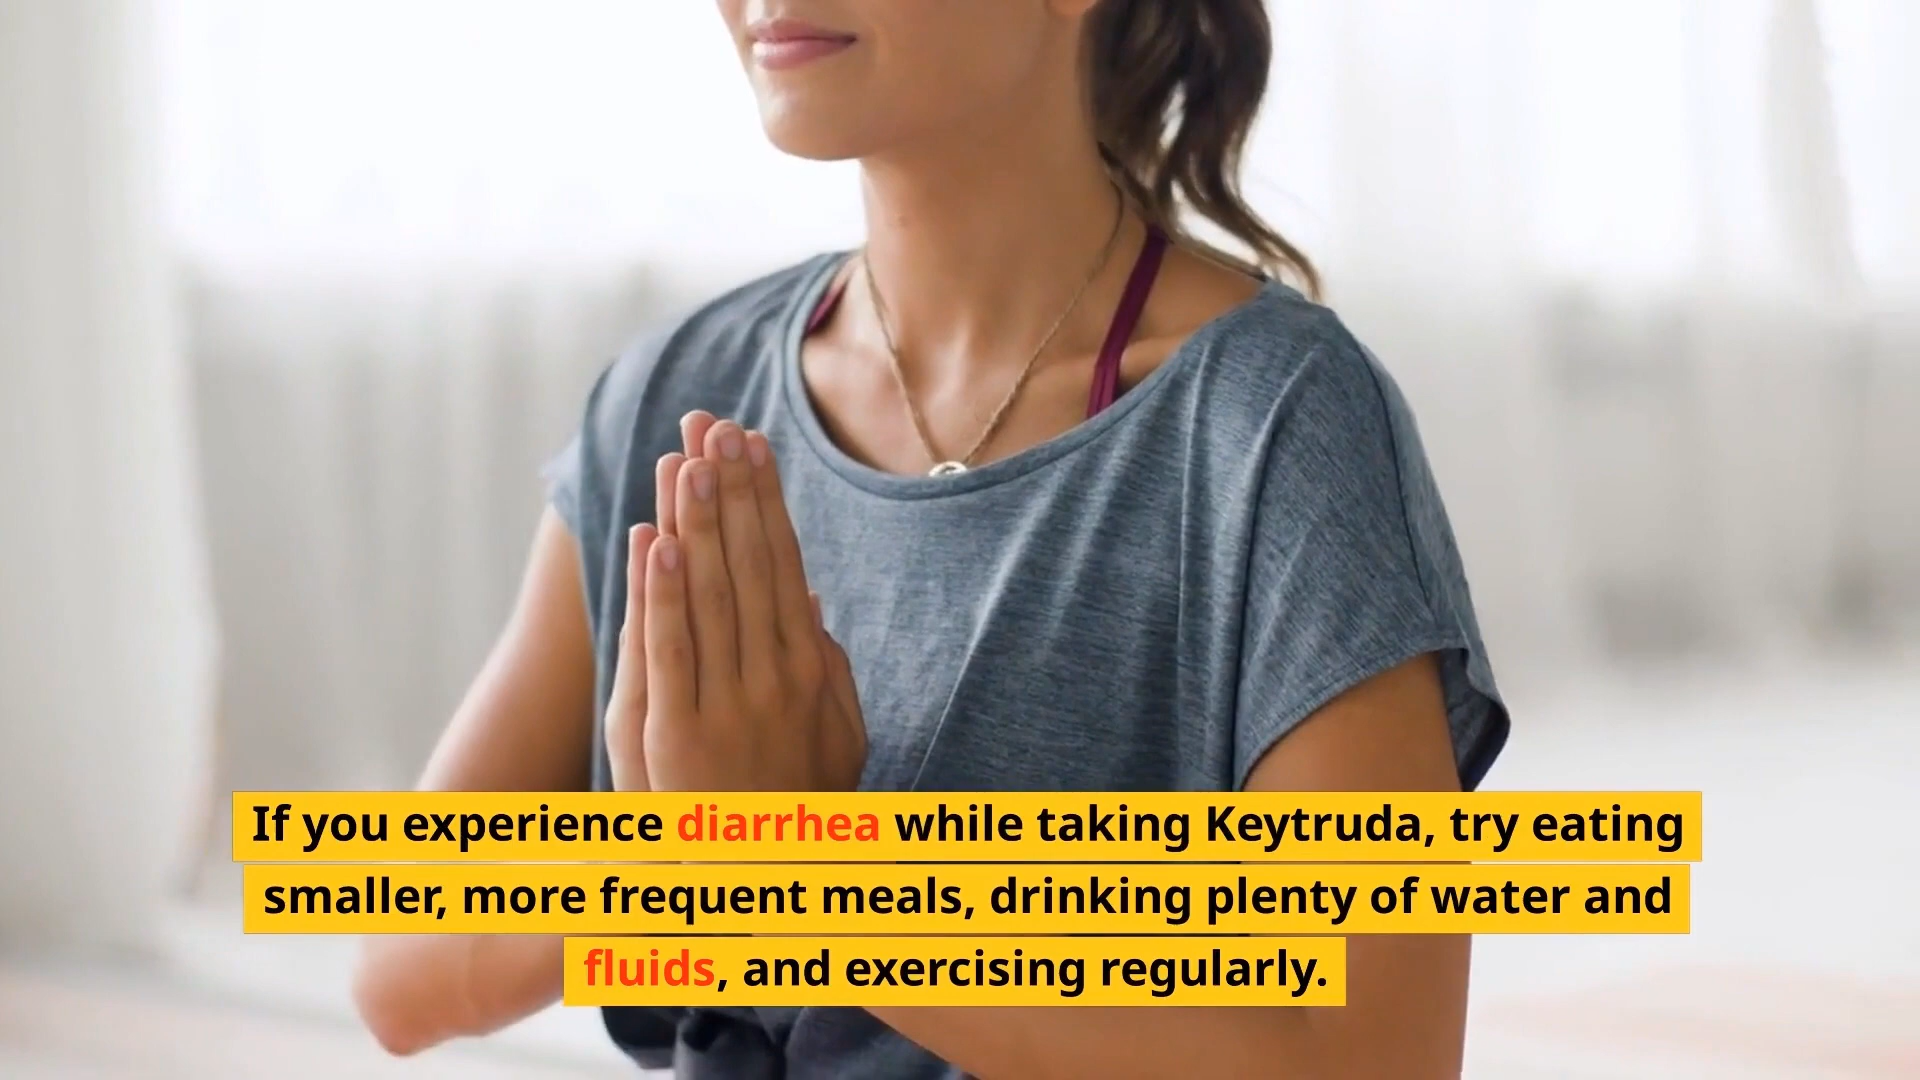 If you experience diarrhea while taking Keytruda, try eating
smaller, more frequent meals, drinking plenty of water and
fluids, and exercising regularly.